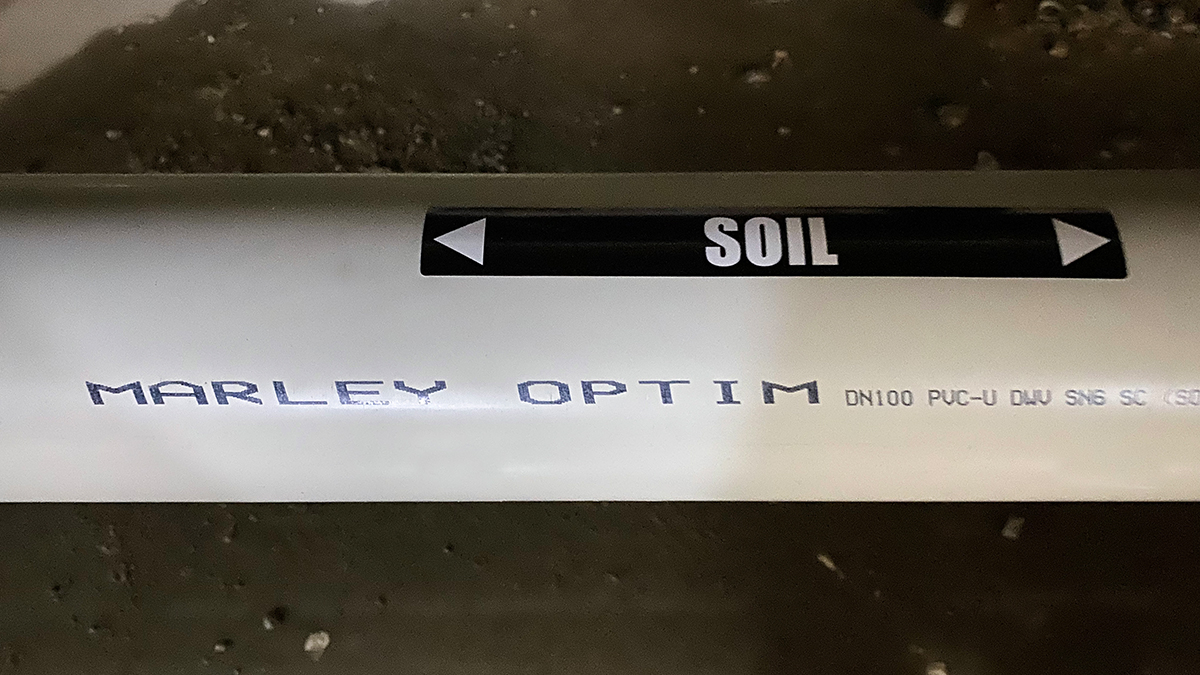 SOIL
MARLEY OPTIM DN100 PVC-U DWV SN6 SC